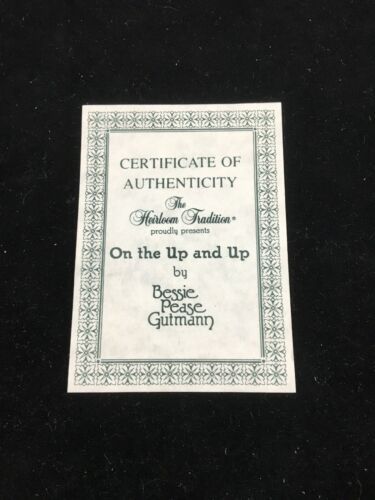 CERTIFICATE OF
AUTHENTICITY
The
Heirloom Tradition®
proudly presents
On the Up and Up
by
Bessie
Pease
Gutmann